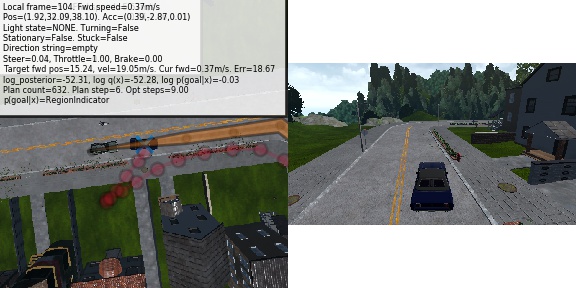 Local frame=104. Fwd speed=0.37m/s
Pos=(1.92,32.09,38.10). Acc=(0.39,-2.87,0.01)
Light state=NONE. Turning=False
Stationary=False. Stuck=False
Direction string=empty
Steer=0.04, Throttle=1.00, Brake=0.00
Target fwd pos=15.24, vel=19.05m/s. Cur fwd=0.37m/s. Err=18.67
log_posterior=-52.31, log q(x)=-52.28, log p(goal|x)=-0.03
Plan count=632. Plan step=6. Opt steps=9.00
p(goal|x)=RegionIndicator